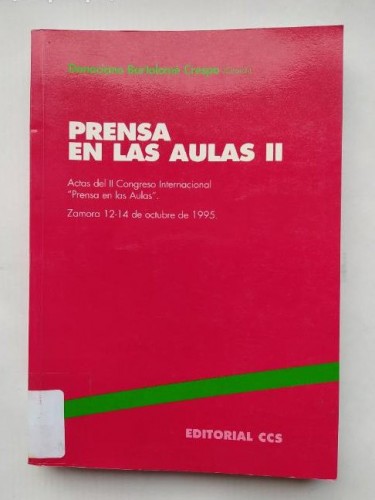 Donaciano Bartolomé Crespo (Coord.)
PRENSA
EN LAS AULAS II
Actas del II Congreso Internacional
"Prensa en las Aulas".
Zamora 12-14 de octubre de 1995.
EDITORIAL CCS